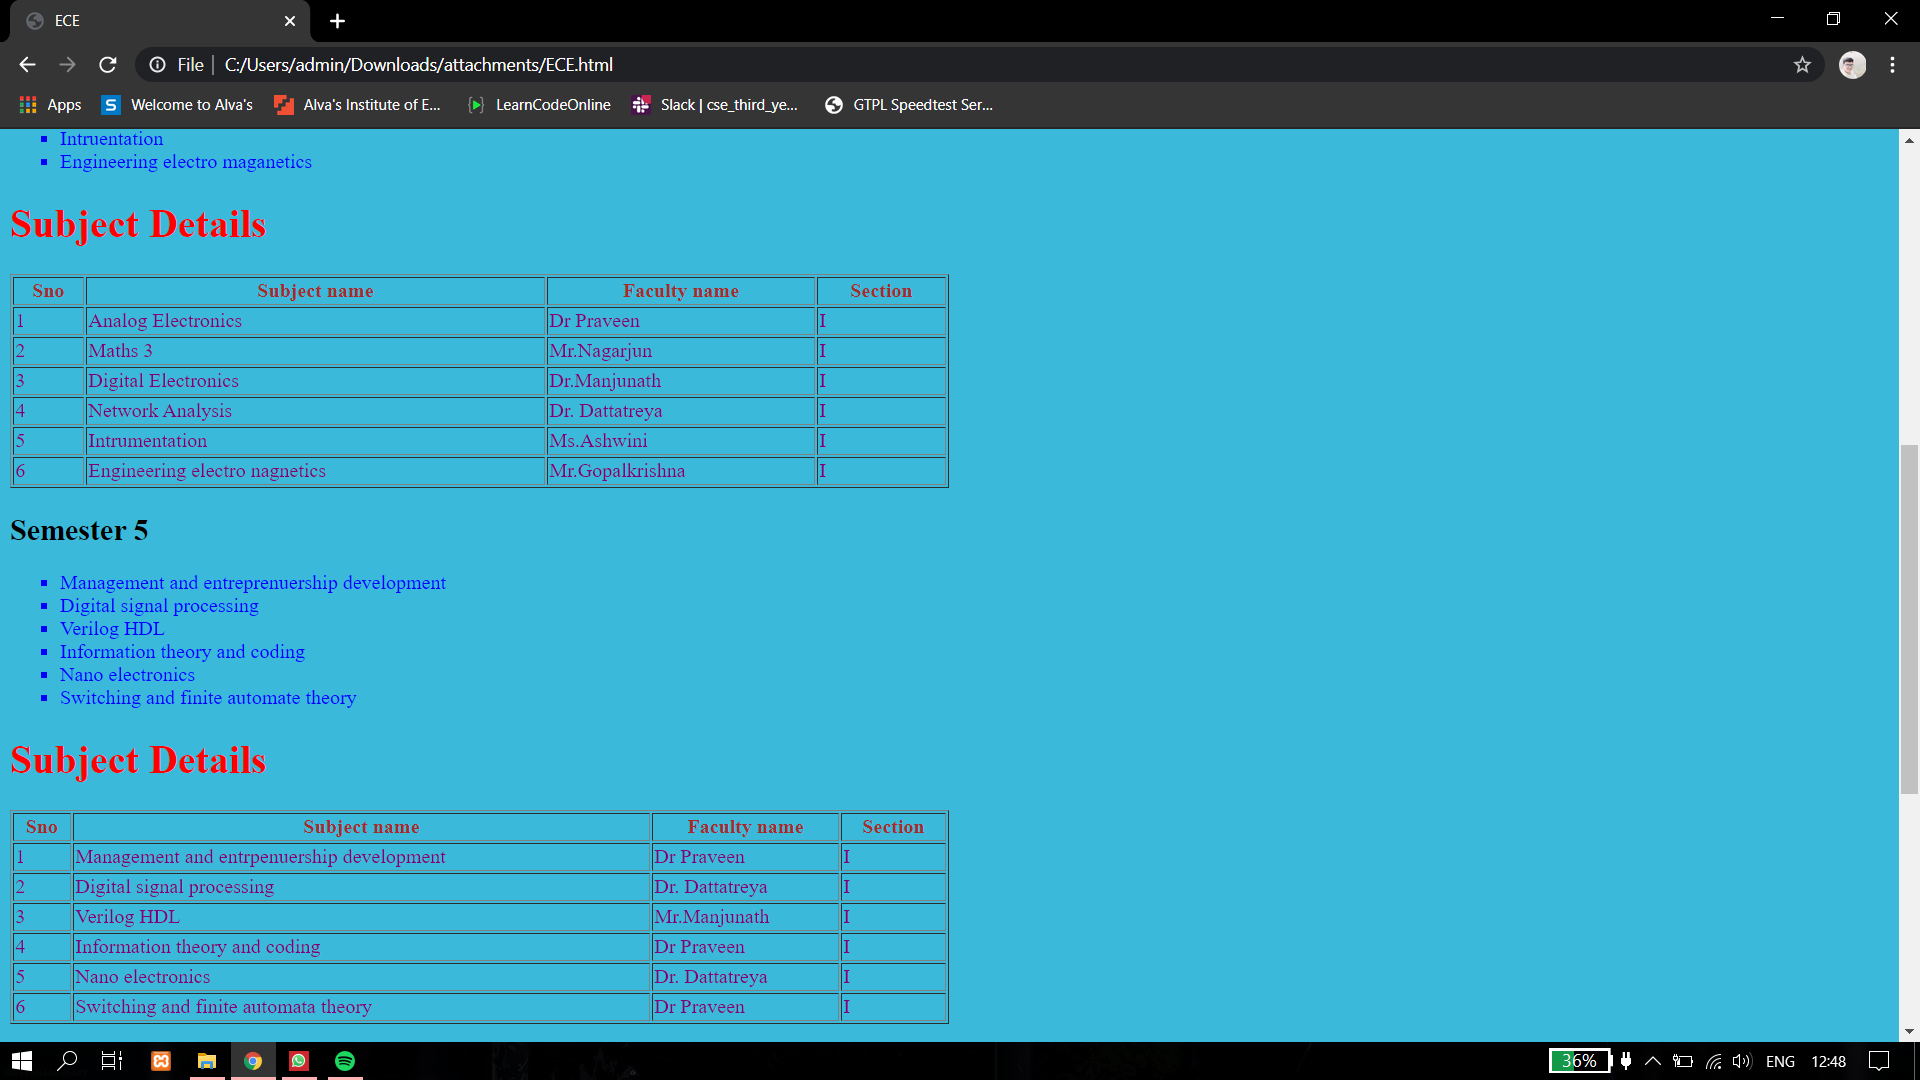 ECE
File
C:/Users/admin/Downloads/attachments/ECE.html
Apps
Welcome to Alva's
Alva's Institute of E...
LearnCodeOnline
Slack | cse_third_ye...
GTPL Speedtest Ser...
Intruentation
Engineering electro maganetics
Subject Details
Sno Subject name Faculty name Section
1 Analog Electronics Dr Praveen I
2 Maths 3 Mr.Nagarjun I
3 Digital Electronics Dr.Manjunath I
4 Network Analysis Dr. Dattatreya I
5 Intrumentation Ms.Ashwini I
6 Engineering electro nagnetics Mr.Gopalkrishna I
Semester 5
Management and entreprenuership development
Digital signal processing
Verilog HDL
Information theory and coding
Nano electronics
Switching and finite automate theory
Subject Details
Sno Subject name Faculty name Section
1 Management and entrpenuership development Dr Praveen I
2 Digital signal processing Dr. Dattatreya I
3 Verilog HDL Mr.Manjunath I
4 Information theory and coding Dr Praveen I
5 Nano electronics Dr. Dattatreya I
6 Switching and finite automata theory Dr Praveen I
36% ENG 12:48